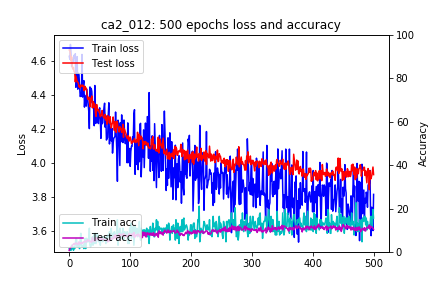 ca2_012: 500 epochs loss and accuracy
Train loss
Test loss
Train acc
Test acc
Loss
4.6
4.4
4.2
4.0
3.8
3.6
Accuracy
100
80
60
40
20
0
0 100 200 300 400 500